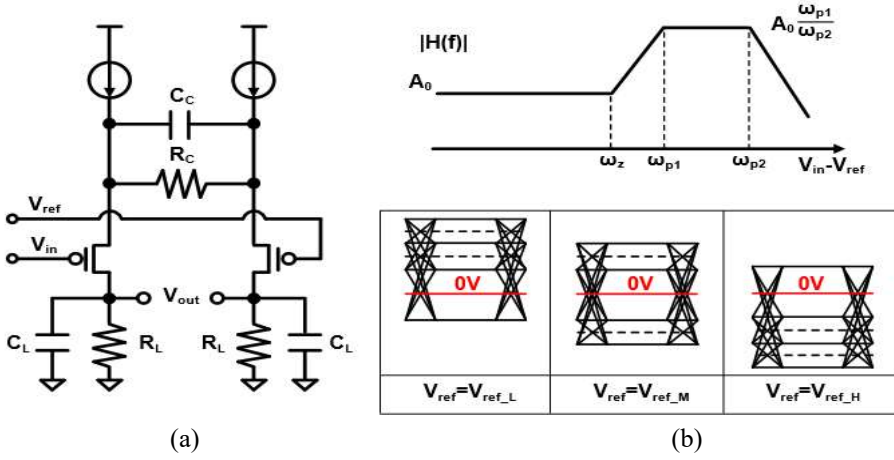 C_C
R_C
V_ref
V_in
V_out
C_L
R_L
R_L
C_L
(a)
|H(f)|
A_0
A_0 ω_p1/ω_p2
ω_z
ω_p1
ω_p2
V_in-V_ref
0V
0V
0V
V_ref=V_ref_L
V_ref=V_ref_M
V_ref=V_ref_H
(b)